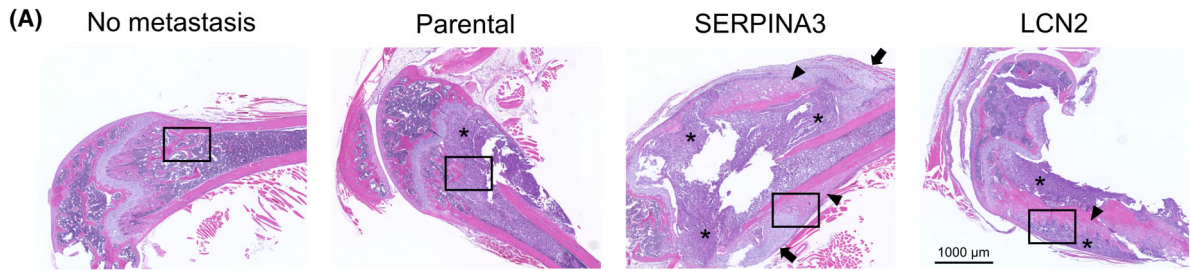 (A) No metastasis Parental SERPINA3 LCN2
* * * * * *
1000 µm